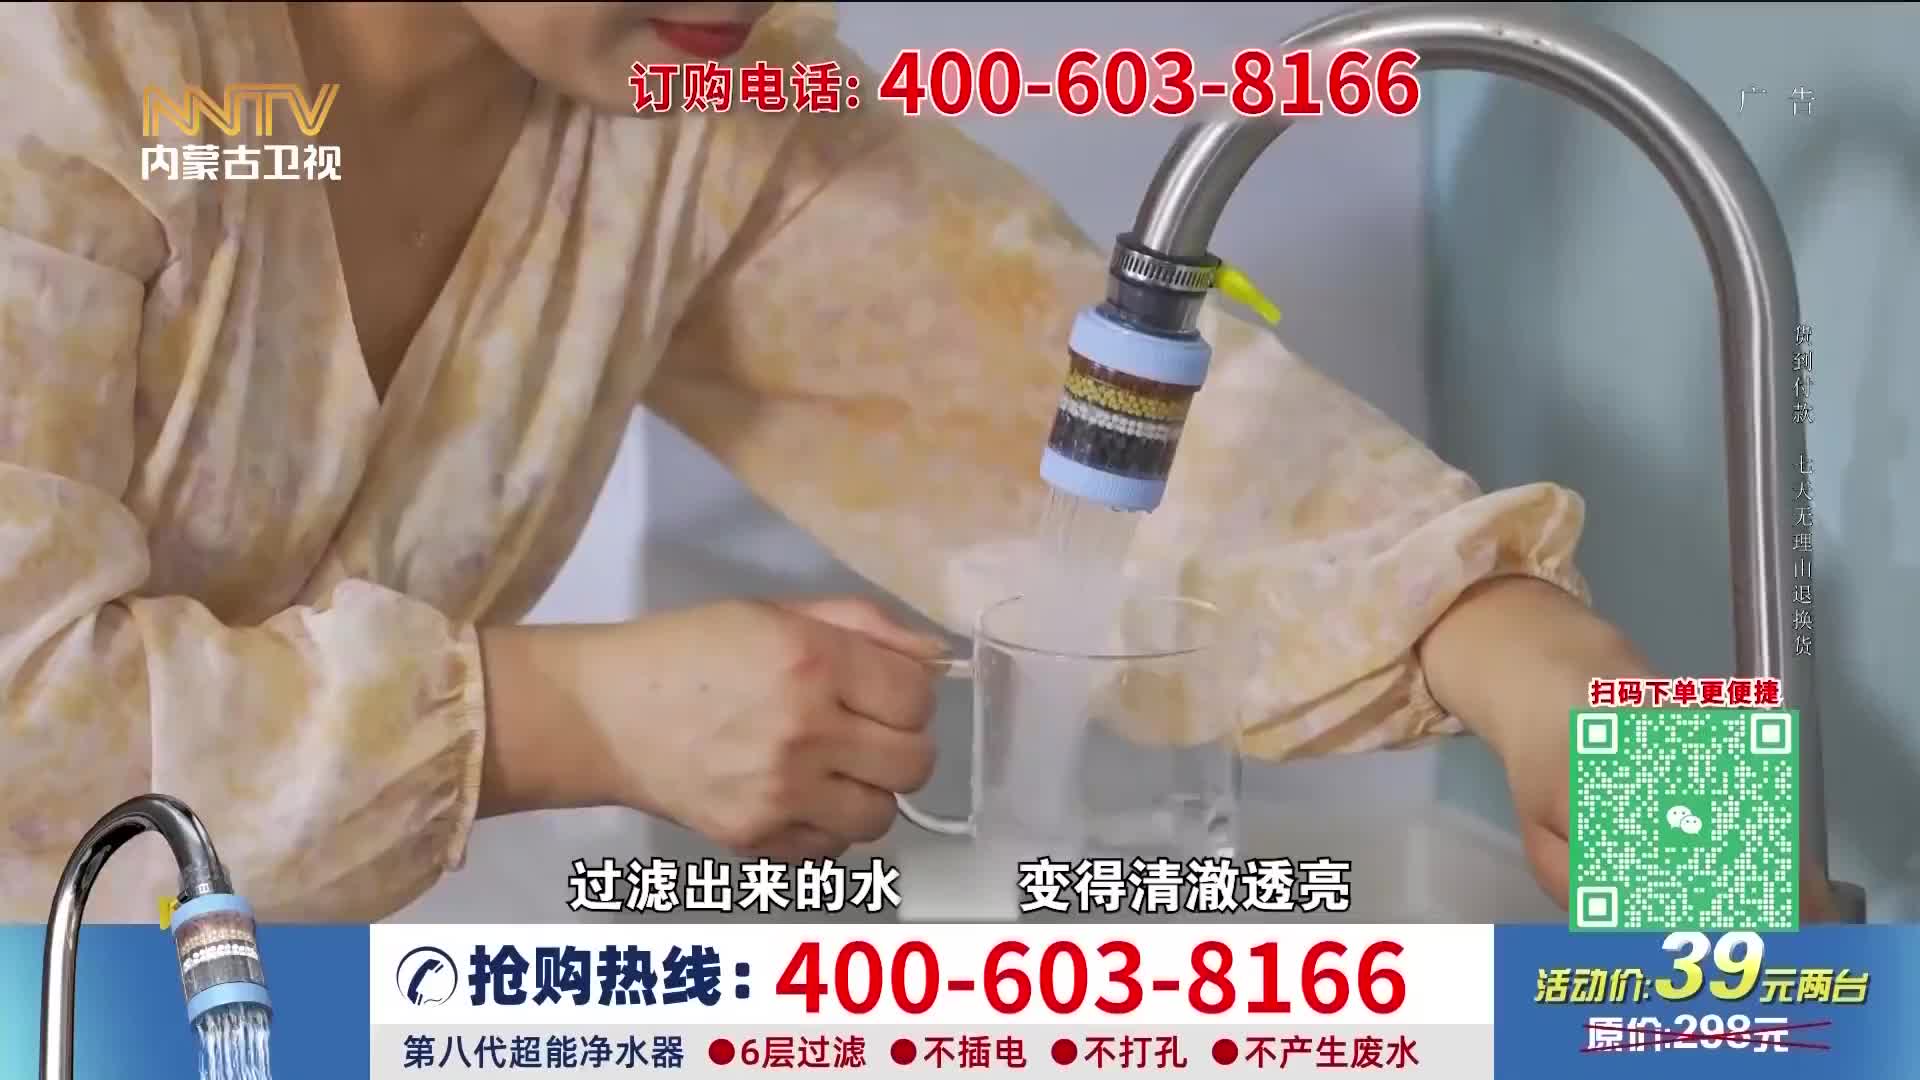 订购电话: 400-603-8166
NMTV
内蒙古卫视
广告
货到付款 七天无理由退换货
扫码下单更便捷
过滤出来的水 变得清澈透亮
抢购热线: 400-603-8166
活动价:39元两台
原价:298元
第八代超能净水器 ●6层过滤 ●不插电 ●不打孔 ●不产生废水